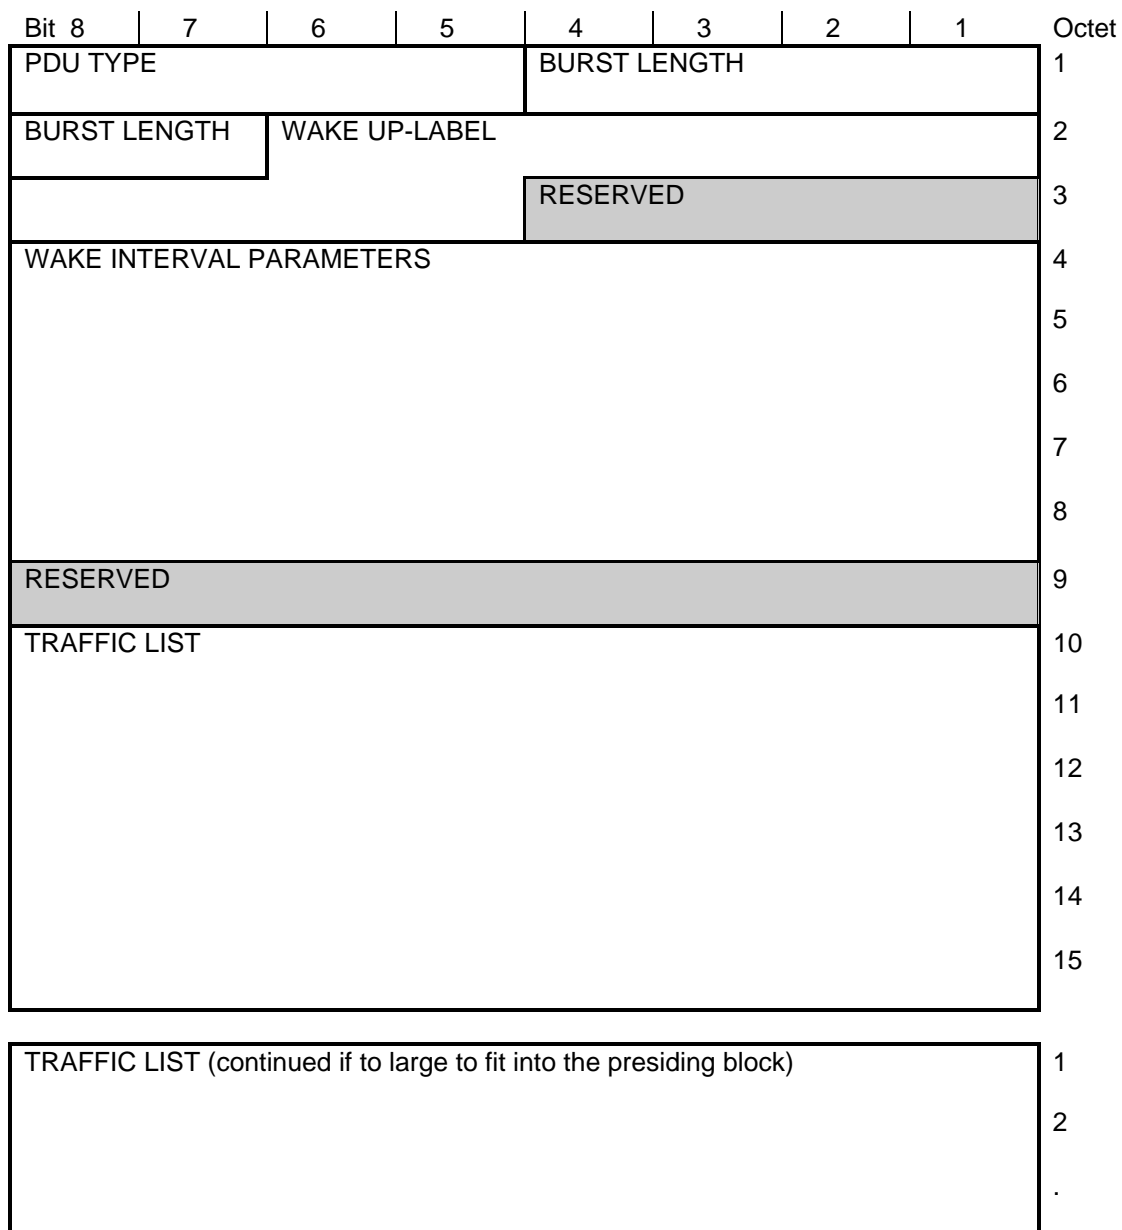 Bit 8 7 6 5 4 3 2 1 Octet
PDU TYPE BURST LENGTH 1
BURST LENGTH WAKE UP-LABEL 2
RESERVED 3
WAKE INTERVAL PARAMETERS 4
5
6
7
8
RESERVED 9
TRAFFIC LIST 10
11
12
13
14
15
TRAFFIC LIST (continued if to large to fit into the presiding block) 1
2
.